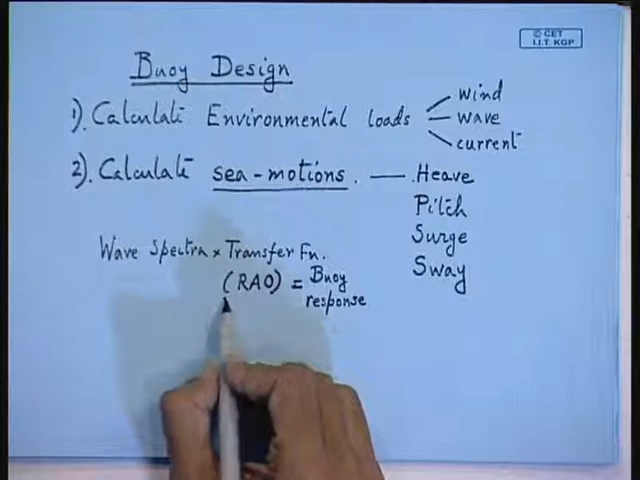 © CET
I.I.T. KGP
Buoy Design
1). Calculate Environmental loads
wind
wave
current
2). Calculate sea-motions. — Heave
Pitch
Surge
Sway
Wave Spectra x Transfer Fn.
(RAO) = Buoy
response